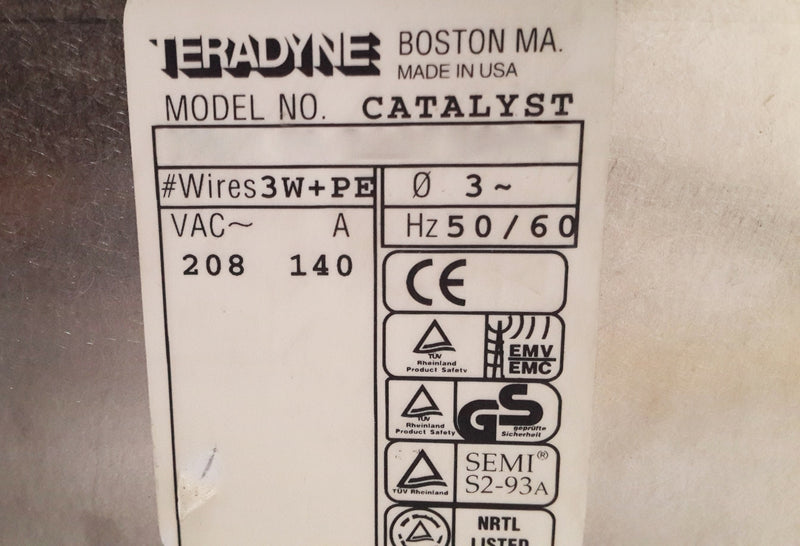 TERADYNE BOSTON MA.
MADE IN USA
MODEL NO. CATALYST
#Wires 3W+PE Ø 3~
VAC~ A Hz 50/60
208 140
CE
TÜV
Rheinland
Product Safety
EMV
EMC
TÜV
Rheinland
Product Safety
GS
geprüfte
Sicherheit
TÜV Rheinland
SEMI®
S2-93A
NRTL
LISTED